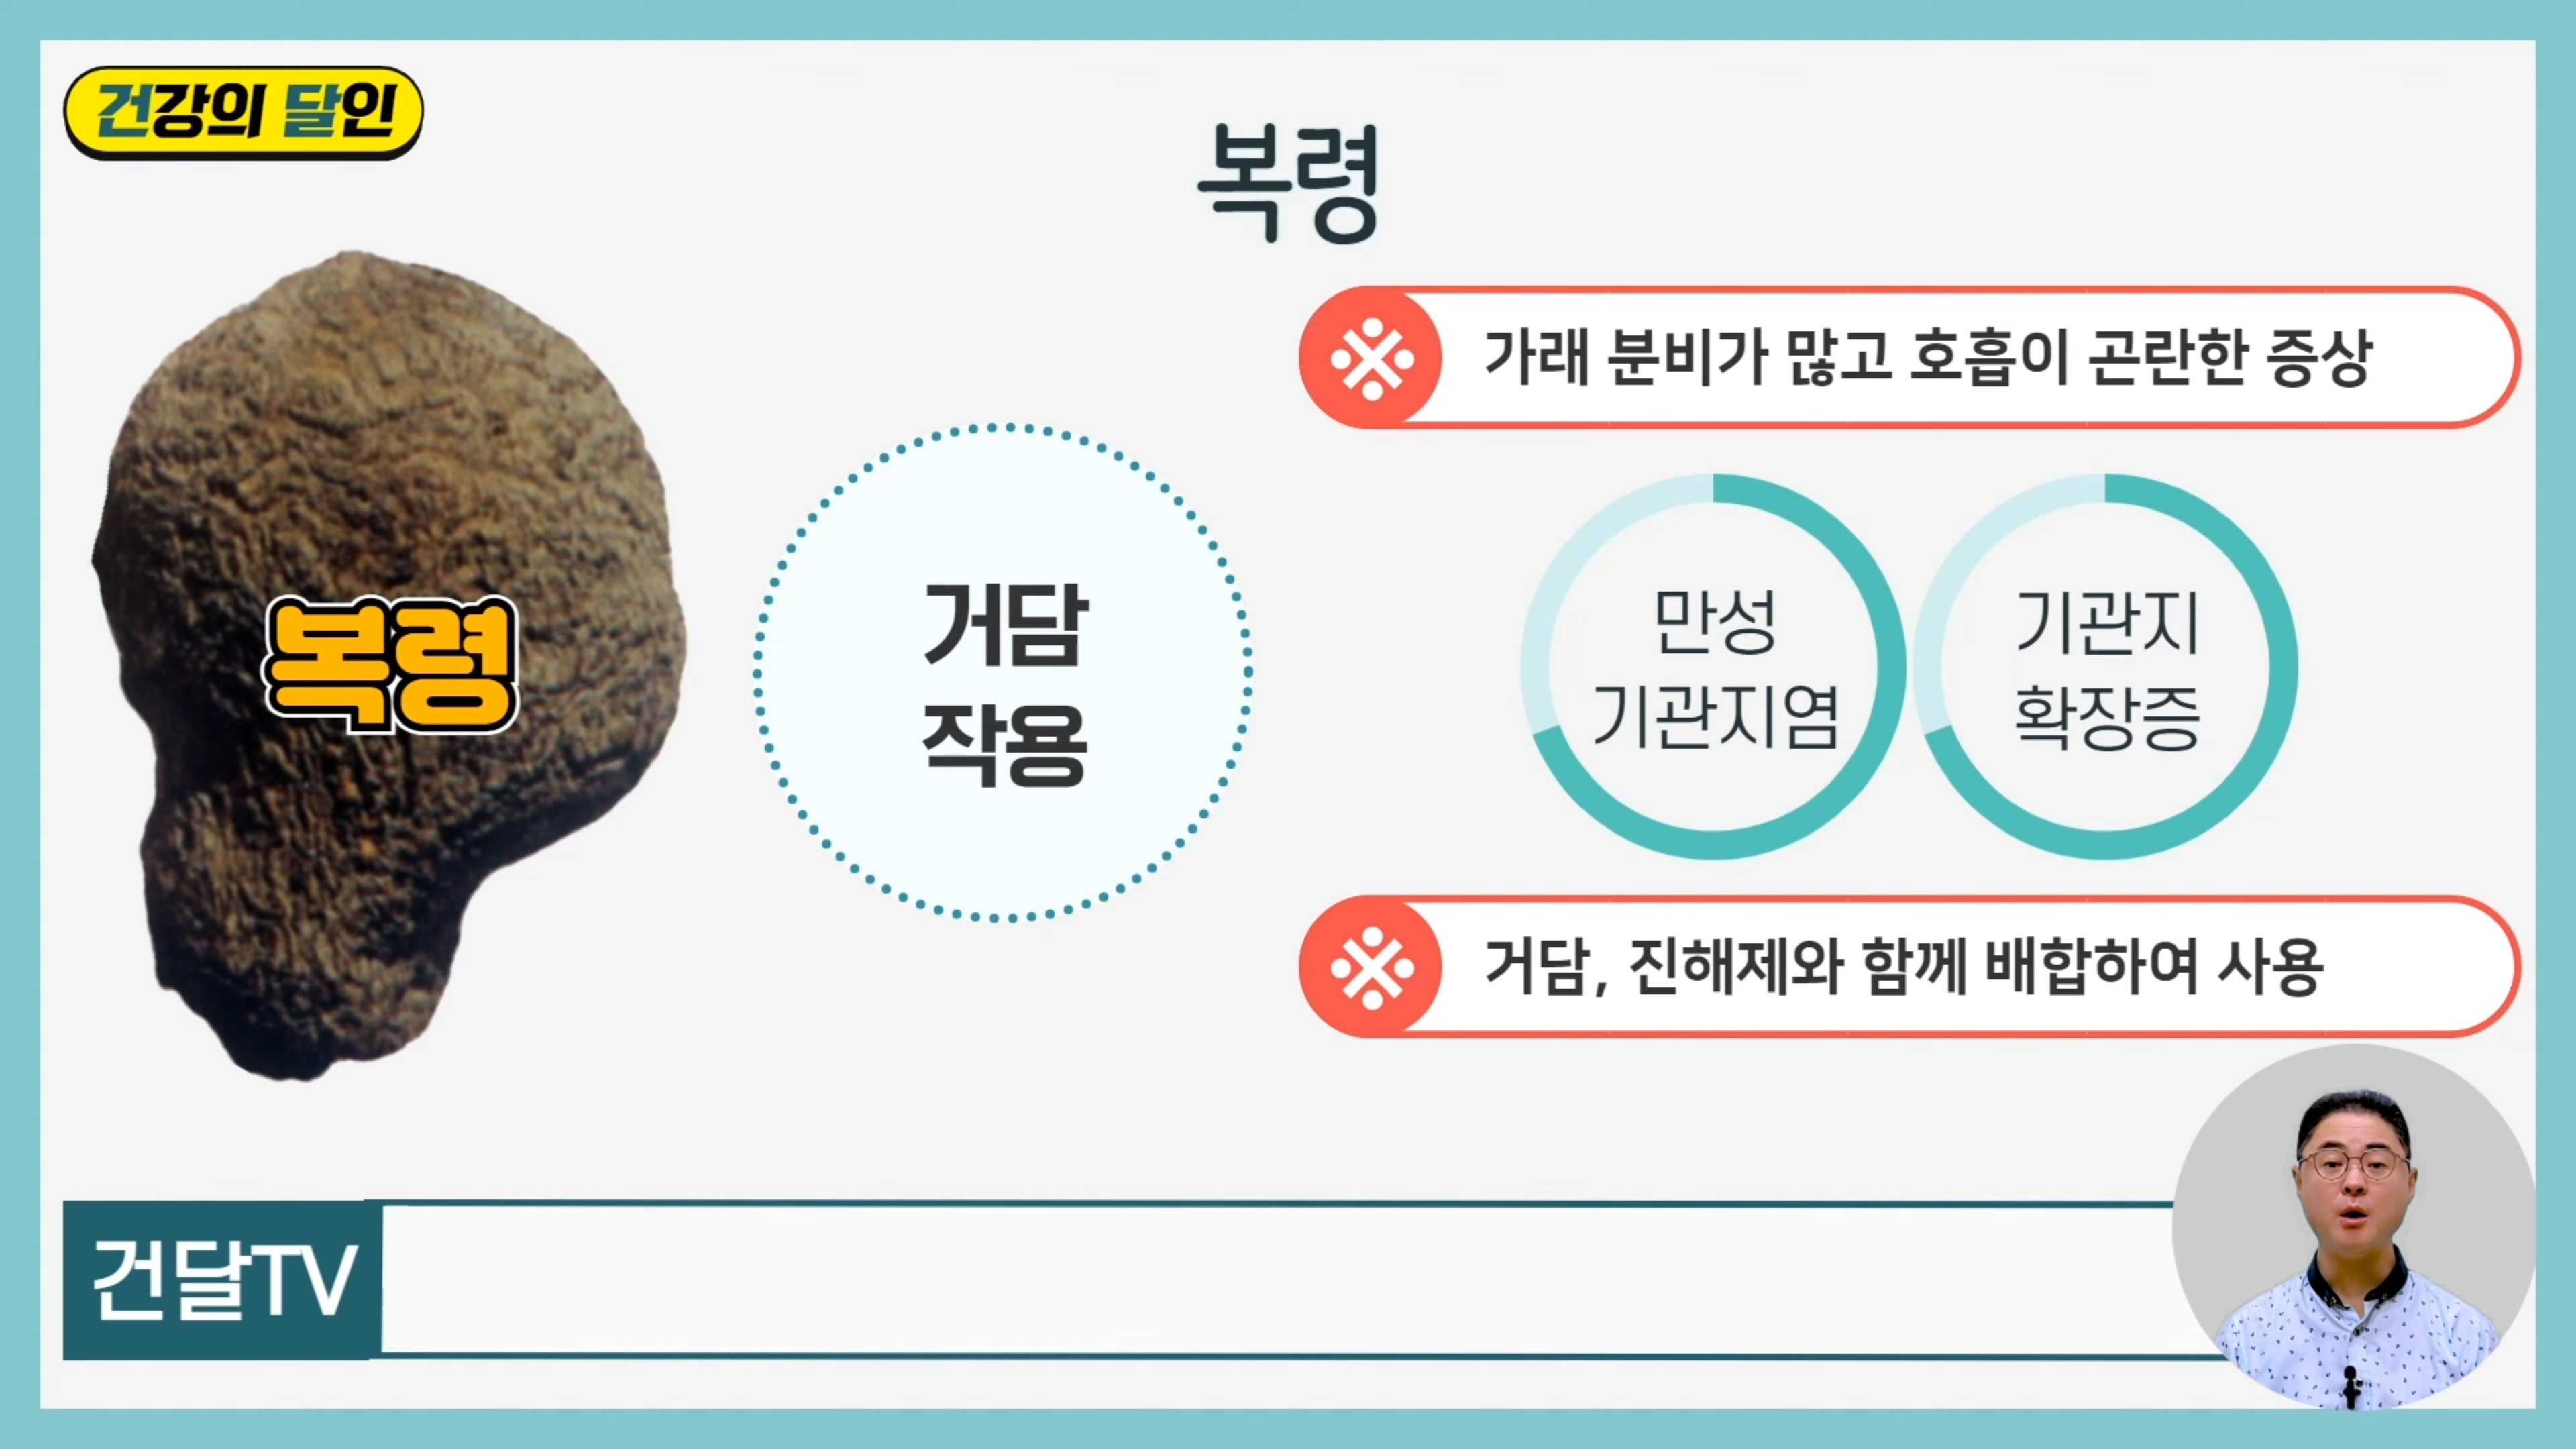 건강의 달인
복령
※ 가래 분비가 많고 호흡이 곤란한 증상
복령
거담
작용
만성
기관지염
기관지
확장증
※ 거담, 진해제와 함께 배합하여 사용
건달TV